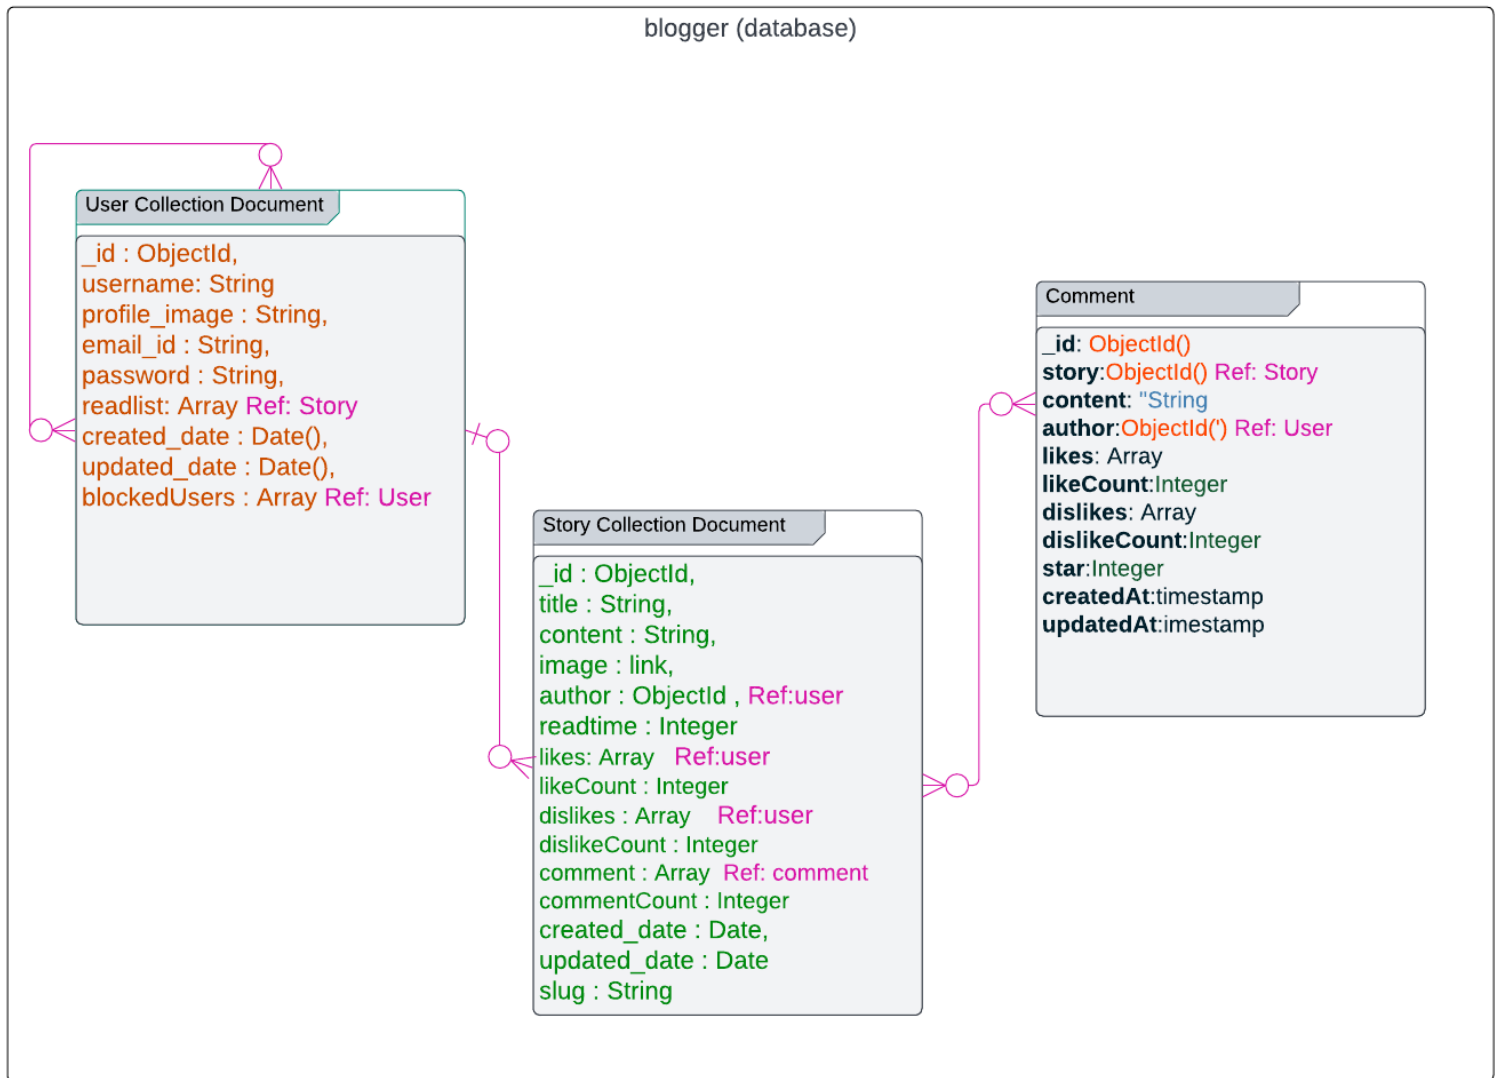 blogger (database)
User Collection Document
_id : ObjectId,
username: String
profile_image : String,
email_id : String,
password : String,
readlist: Array Ref: Story
created_date : Date(),
updated_date : Date(),
blockedUsers : Array Ref: User
Story Collection Document
_id : ObjectId,
title : String,
content : String,
image : link,
author : ObjectId , Ref:user
readtime : Integer
likes: Array Ref:user
likeCount : Integer
dislikes : Array Ref:user
dislikeCount : Integer
comment : Array Ref: comment
commentCount : Integer
created_date : Date,
updated_date : Date
slug : String
Comment
_id: ObjectId()
story:ObjectId() Ref: Story
content: "String
author:ObjectId(') Ref: User
likes: Array
likeCount:Integer
dislikes: Array
dislikeCount:Integer
star:Integer
createdAt:timestamp
updatedAt:imestamp